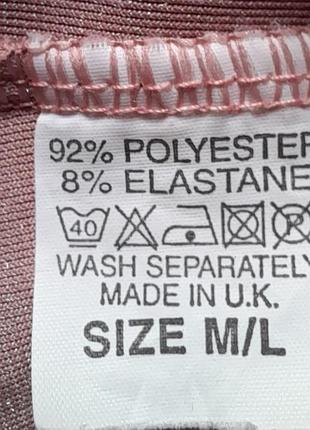 92% POLYESTER
8% ELASTANE
40 P
WASH SEPARATELY
MADE IN U.K.
SIZE M/L